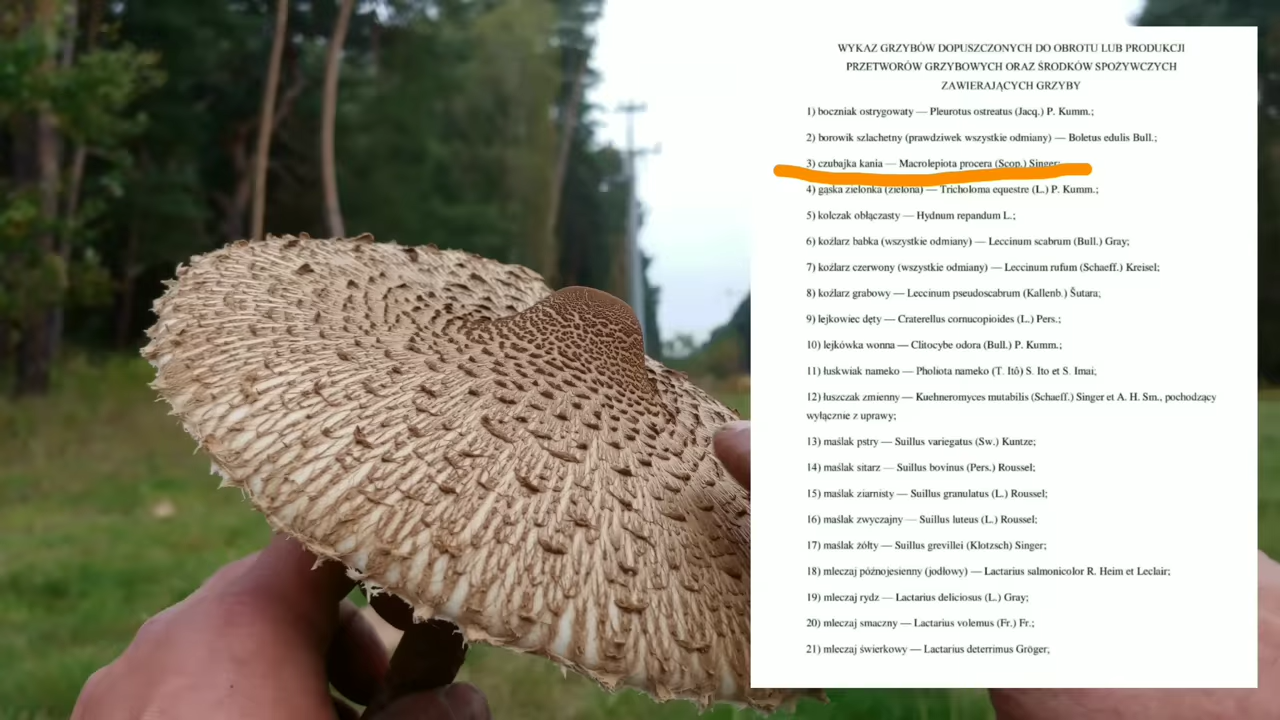 WYKAZ GRZYBÓW DOPUSZCZONYCH DO OBROTU LUB PRODUKCJI
PRZETWORÓW GRZYBOWYCH ORAZ ŚRODKÓW SPOŻYWCZYCH
ZAWIERAJĄCYCH GRZYBY
1) boczniak ostrygowaty — Pleurotus ostreatus (Jacq.) P. Kumm.;
2) borowik szlachetny (prawdziwek wszystkie odmiany) — Boletus edulis Bull.;
3) czubajka kania — Macrolepiota procera (Scop.) Singer;
4) gąska zielonka (zielona) — Tricholoma equestre (L.) P. Kumm.;
5) kolczak obłączasty — Hydnum repandum L.;
6) koźlarz babka (wszystkie odmiany) — Leccinum scabrum (Bull.) Gray;
7) koźlarz czerwony (wszystkie odmiany) — Leccinum rufum (Schaeff.) Kreisel;
8) koźlarz grabowy — Leccinum pseudoscabrum (Kallenb.) Šutara;
9) lejkowiec dęty — Craterellus cornucopioides (L.) Pers.;
10) lejkówka wonna — Clitocybe odora (Bull.) P. Kumm.;
11) łuskwiak nameko — Pholiota nameko (T. Itô) S. Ito et S. Imai;
12) łuszczak zmienny — Kuehneromyces mutabilis (Schaeff.) Singer et A. H. Sm., pochodzący
wyłącznie z uprawy;
13) maślak pstry — Suillus variegatus (Sw.) Kuntze;
14) maślak sitarz — Suillus bovinus (Pers.) Roussel;
15) maślak ziarnisty — Suillus granulatus (L.) Roussel;
16) maślak zwyczajny — Suillus luteus (L.) Roussel;
17) maślak żółty — Suillus grevillei (Klotzsch) Singer;
18) mleczaj późnojesienny (jodłowy) — Lactarius salmonicolor R. Heim et Leclair;
19) mleczaj rydz — Lactarius deliciosus (L.) Gray;
20) mleczaj smaczny — Lactarius volemus (Fr.) Fr.;
21) mleczaj świerkowy — Lactarius deterrimus Gröger;